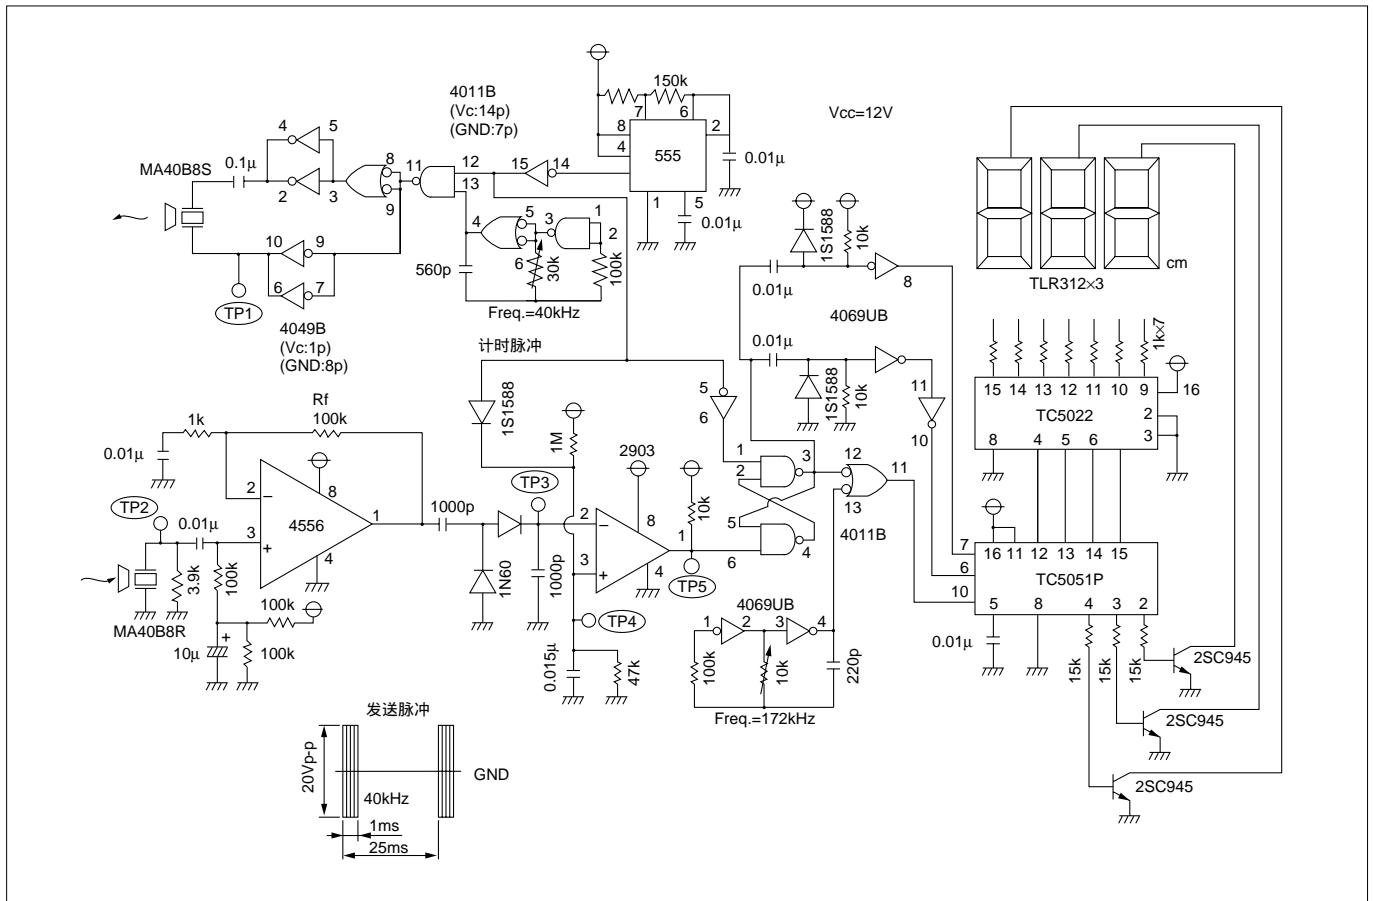 150k
4011B
(Vc:14p)
(GND:7p)
Vcc=12V
7 6
8 2
4 555
0.01µ
1 5
0.01µ
4 5
MA40B8S
0.1µ
2 3
8
9
11
12
13
15 14
10 9
6 7
TP1
4049B
(Vc:1p)
(GND:8p)
4 5
6
3
1
2
560p
30k
100k
Freq.=40kHz
计时脉冲
1S1588
10k
0.01µ
8
4069UB
0.01µ
1S1588
10k
11
10
cm
TLR312×3
1k×7
15 14 13 12 11 10 9
16
TC5022
2
3
8 4 5 6
Rf
100k
1k
0.01µ
1S1588
1M
5
6
TP2
0.01µ
2
−
3
+
4556
8
4
1
1000p
TP3
2903
2
−
3
+
8
4
1
10k
TP5
1
2
3
5
6
4
12
13
11
4011B
3.9k
100k
MA40B8R
100k
10µ
+
100k
1N60
1000p
TP4
0.015µ
47k
4069UB
1 2 3 4
100k
10k
220p
Freq.=172kHz
16 11 12 13 14 15
7
6
10
TC5051P
5 8 4 3 2
0.01µ
15k
15k
15k
2SC945
2SC945
2SC945
发送脉冲
20Vp-p
GND
40kHz
1ms
25ms